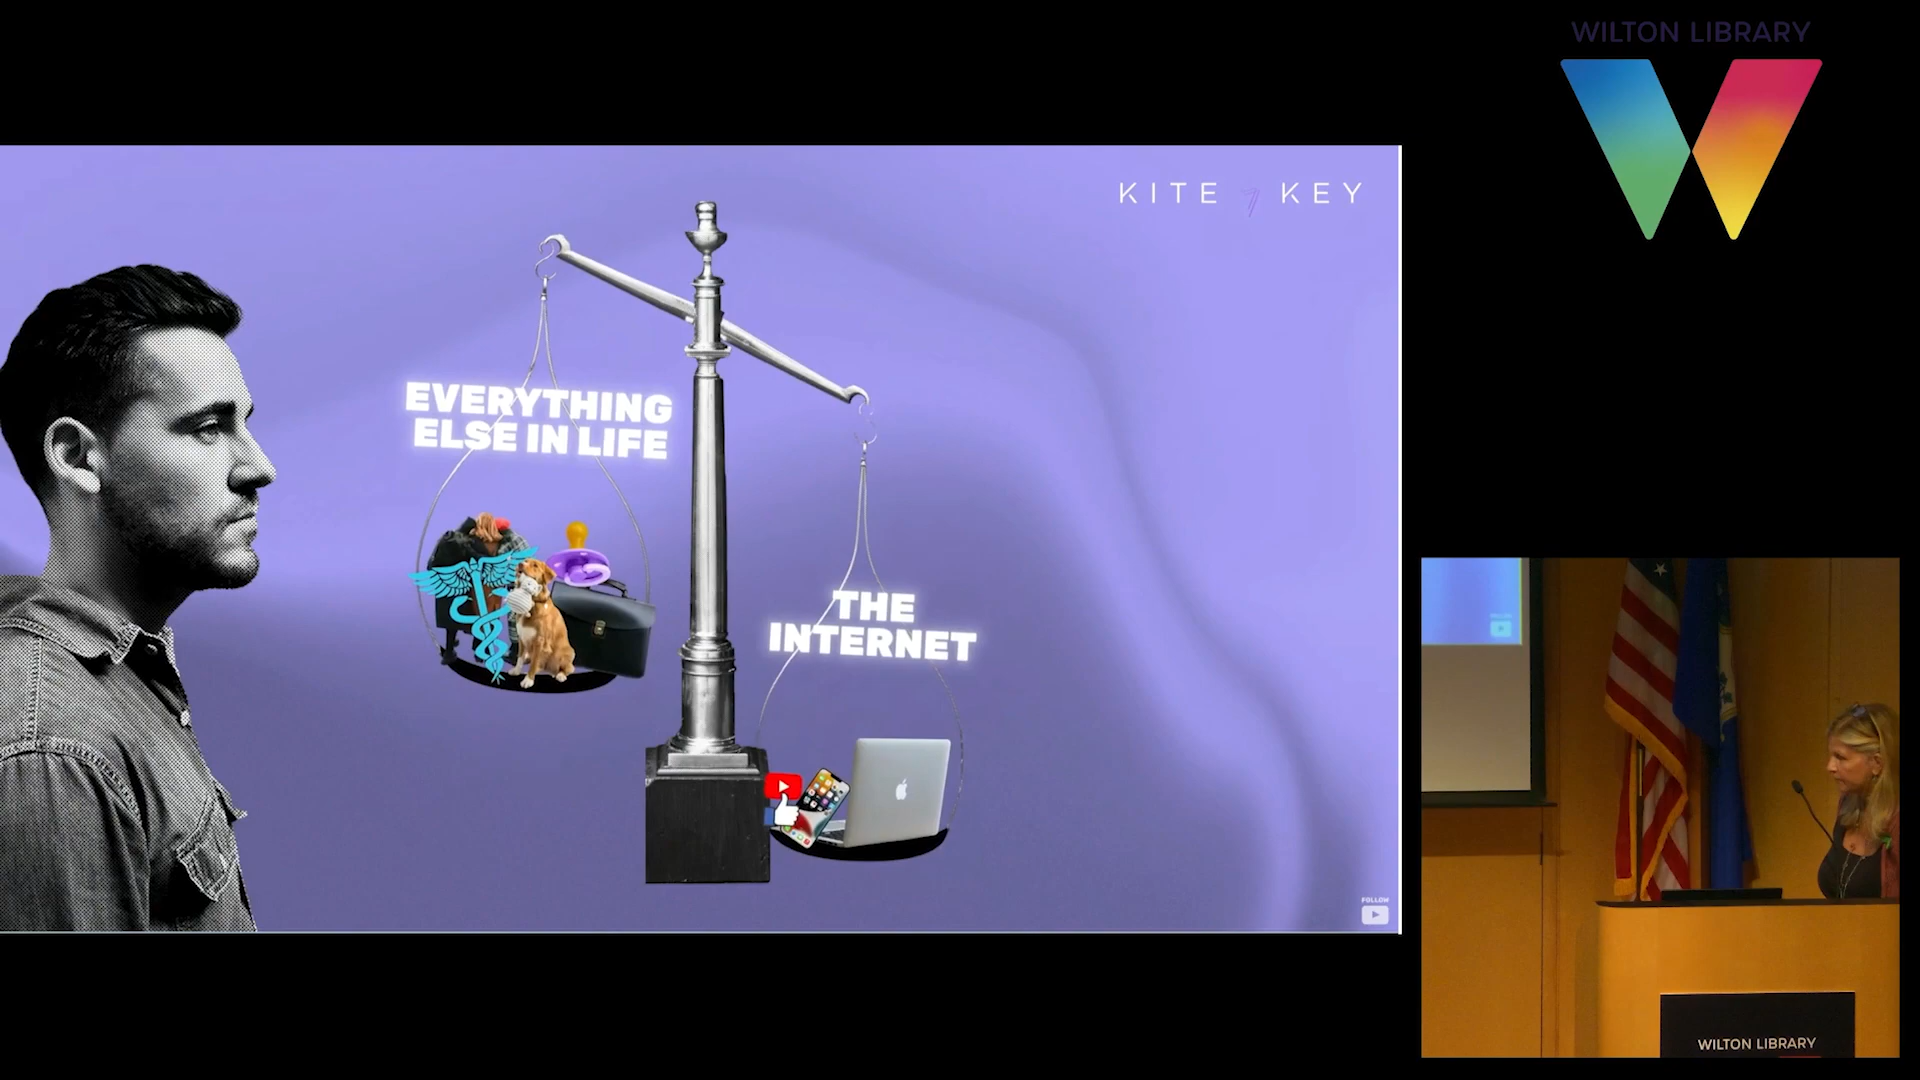 WILTON LIBRARY
KITE KEY
EVERYTHING
ELSE IN LIFE
THE
INTERNET
FOLLOW
WILTON LIBRARY